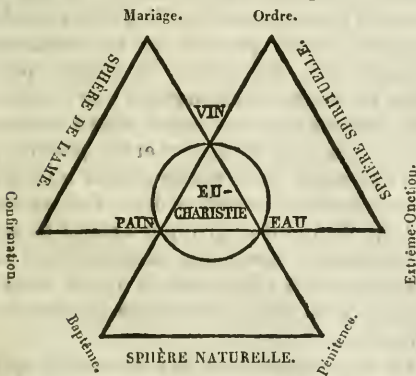 Mariage.
Ordre.
SPHÈRE DE L'AME.
SPHÈRE SPIRITUELLE.
VIN
EU-
CHARISTIE
PAIN
EAU
Confirmation.
Extrême-Onction.
Baptême.
Pénitence.
SPHÈRE NATURELLE.